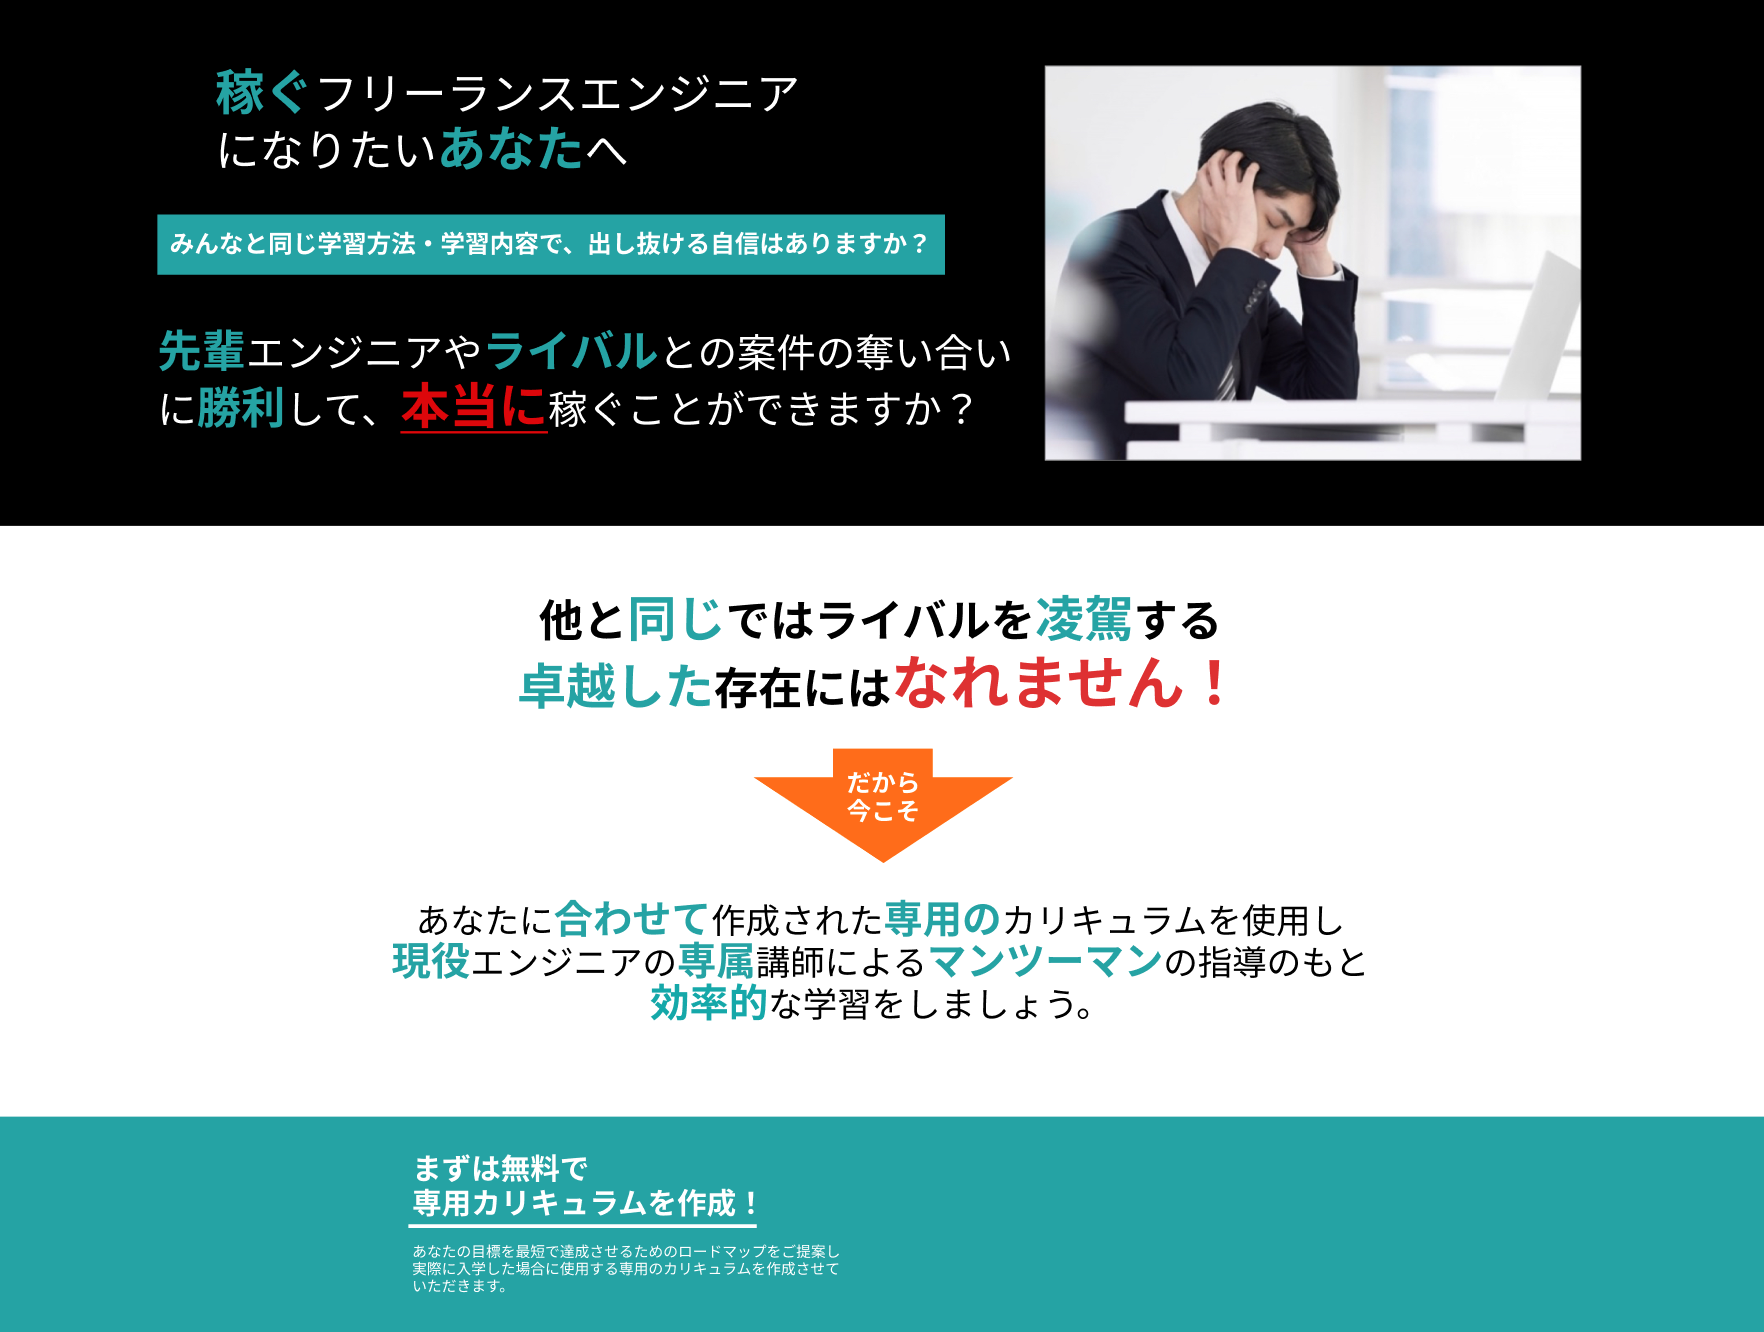 稼ぐフリーランスエンジニア
になりたいあなたへ
みんなと同じ学習方法・学習内容で、出し抜ける自信はありますか？
先輩エンジニアやライバルとの案件の奪い合い
に勝利して、本当に稼ぐことができますか？
他と同じではライバルを凌駕する
卓越した存在にはなれません！
だから
今こそ
あなたに合わせて作成された専用のカリキュラムを使用し
現役エンジニアの専属講師によるマンツーマンの指導のもと
効率的な学習をしましょう。
まずは無料で
専用カリキュラムを作成！
あなたの目標を最短で達成させるためのロードマップをご提案し
実際に入学した場合に使用する専用のカリキュラムを作成させて
いただきます。